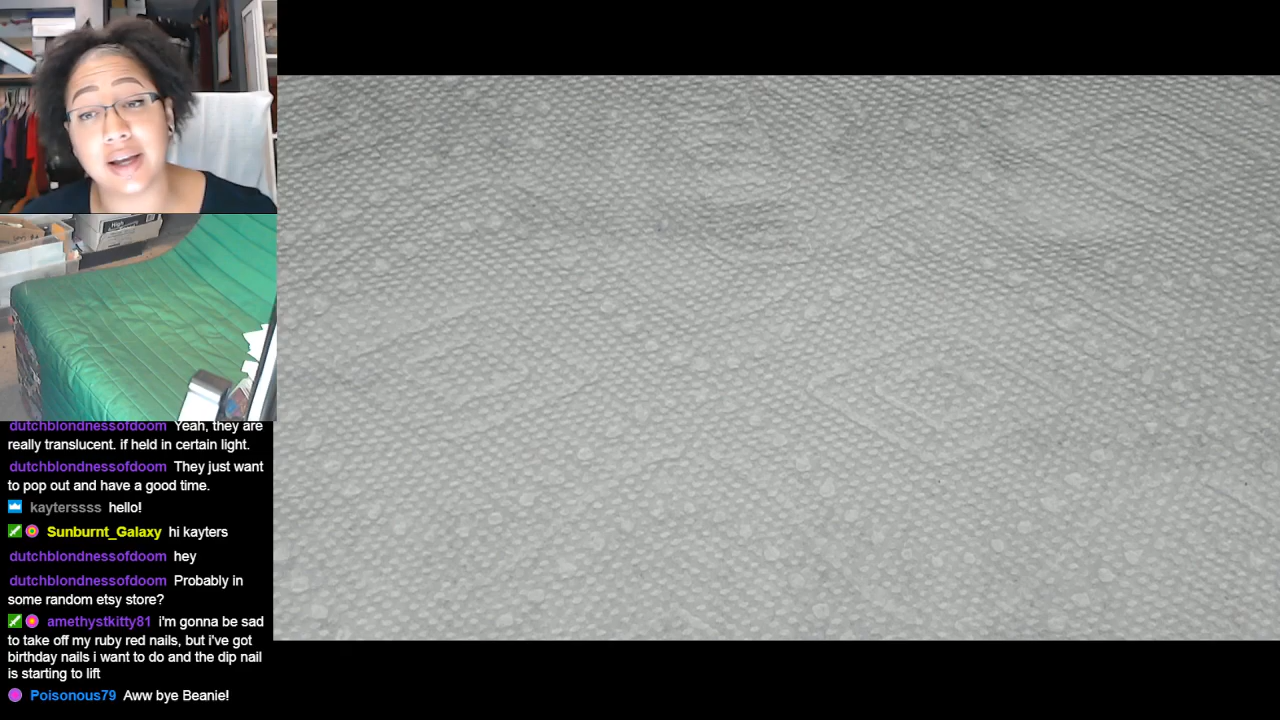 High
dutchblondnessofdoom Yeah, they are
really translucent. if held in certain light.
dutchblondnessofdoom They just want
to pop out and have a good time.
kayterssss hello!
Sunburnt_Galaxy hi kayters
dutchblondnessofdoom hey
dutchblondnessofdoom Probably in
some random etsy store?
amethystkitty81 i'm gonna be sad
to take off my ruby red nails, but i've got
birthday nails i want to do and the dip nail
is starting to lift
Poisonous79 Aww bye Beanie!